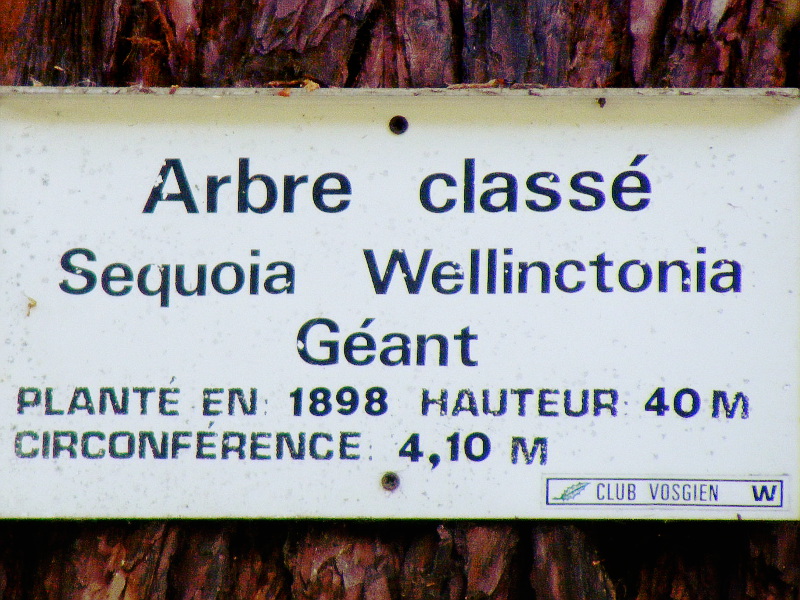 Arbre classé
Sequoia Wellinctonia
Géant
PLANTÉ EN: 1898 HAUTEUR: 40 M
CIRCONFÉRENCE: 4,10 M
CLUB VOSGIEN W